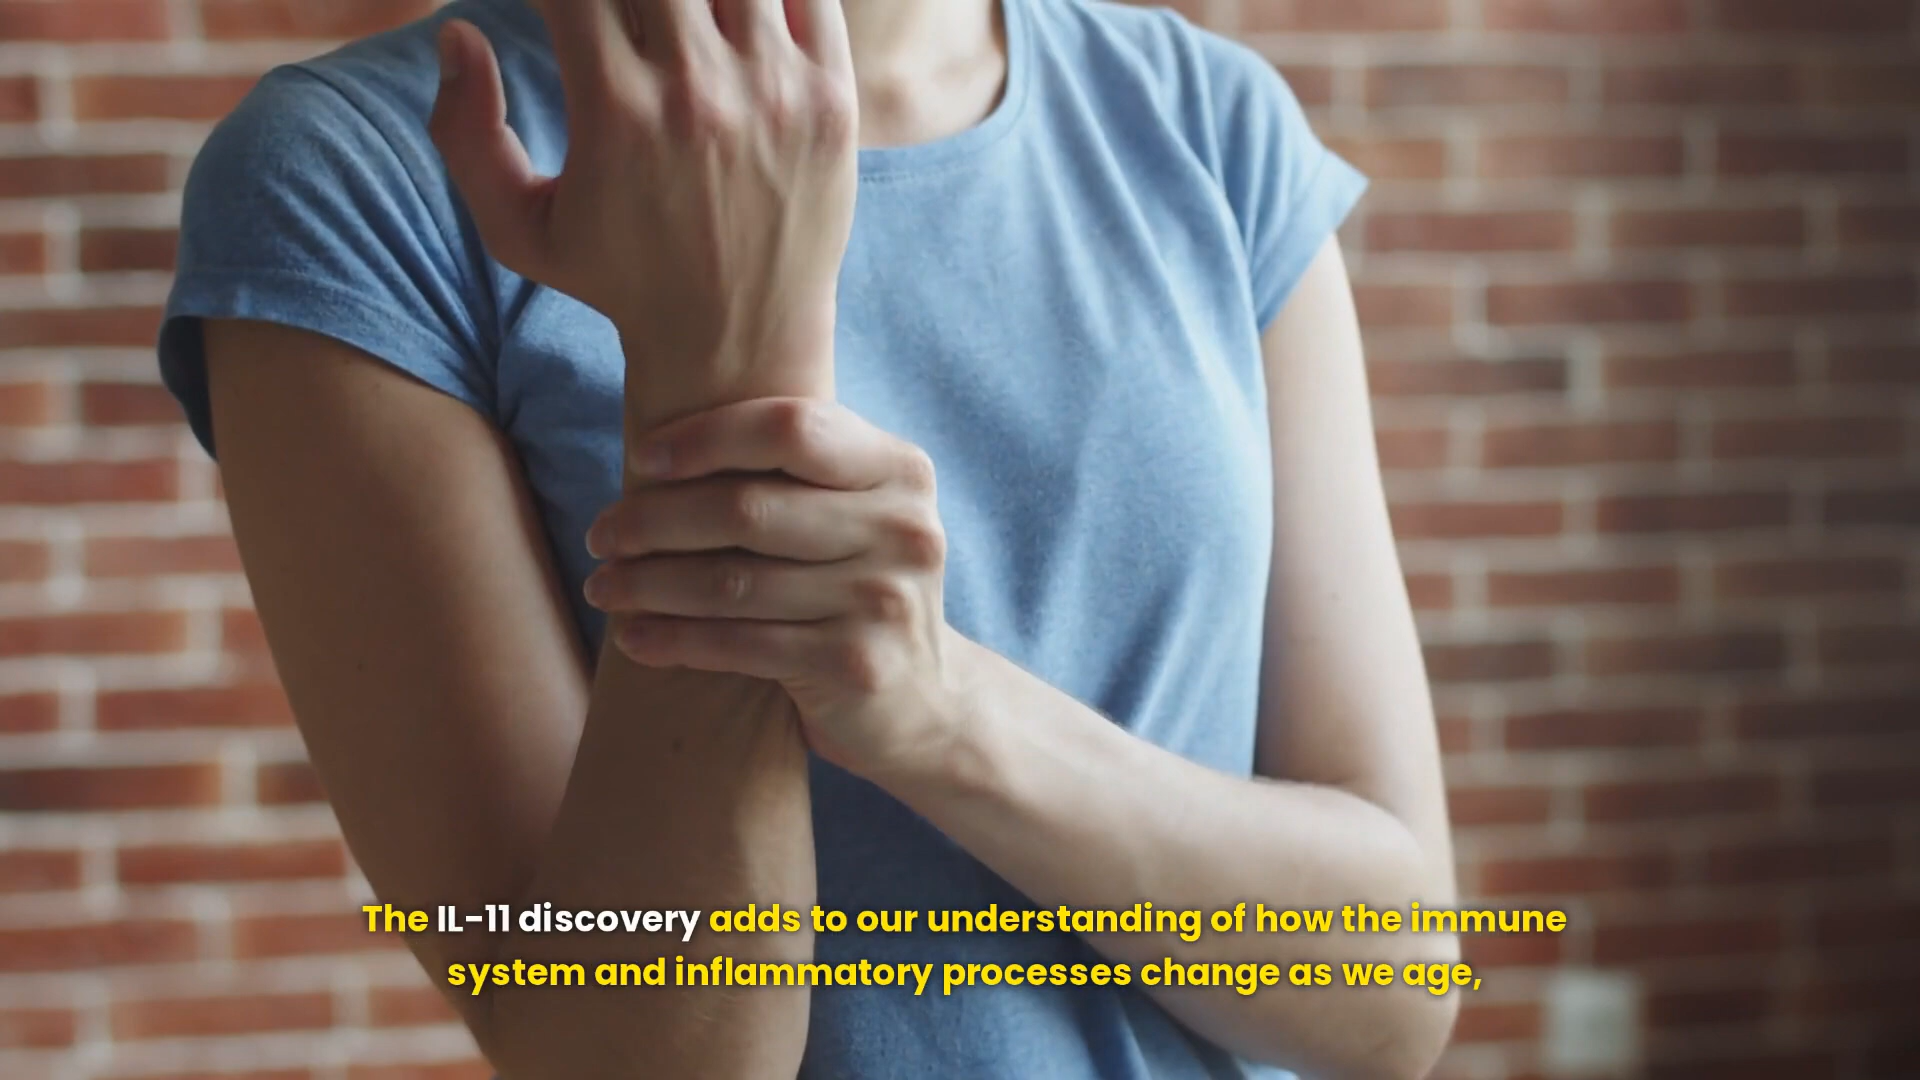 The IL-11 discovery adds to our understanding of how the immune
system and inflammatory processes change as we age,